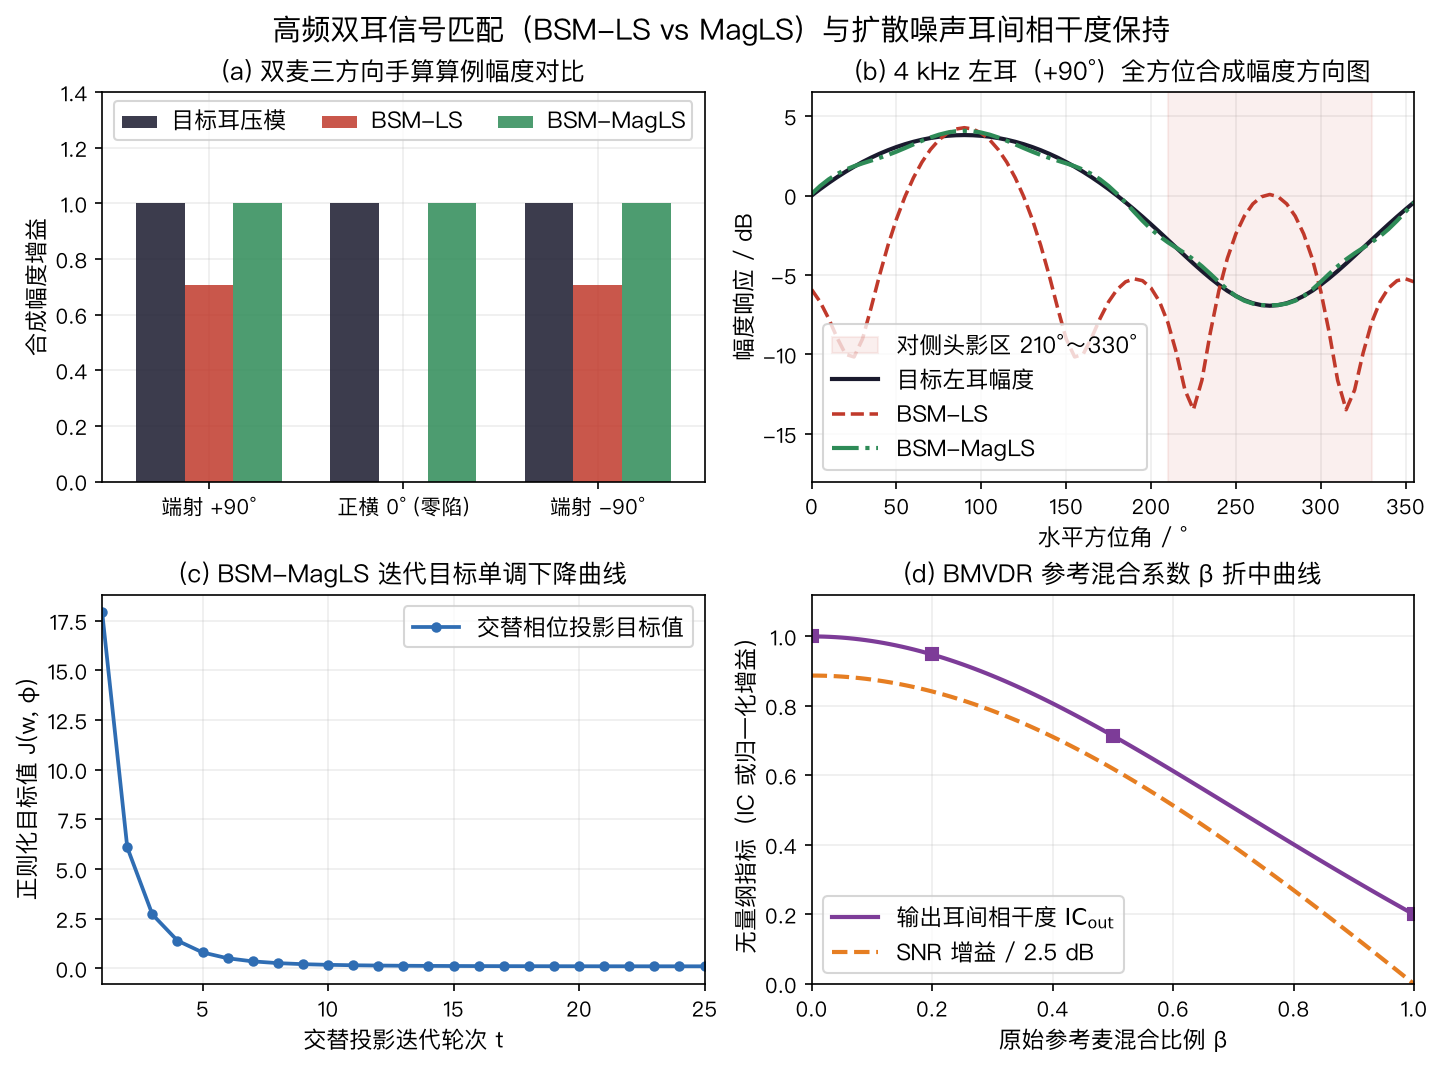 高频双耳信号匹配（BSM−LS vs MagLS）与扩散噪声耳间相干度保持
(a) 双麦三方向手算算例幅度对比
目标耳压模
BSM−LS
BSM−MagLS
合成幅度增益
1.4
1.2
1.0
0.8
0.6
0.4
0.2
0.0
端射 +90°
正横 0° (零陷)
端射 −90°
(b) 4 kHz 左耳（+90°）全方位合成幅度方向图
幅度响应 / dB
5
0
−5
−10
−15
对侧头影区 210°～330°
目标左耳幅度
BSM−LS
BSM−MagLS
0
50
100
150
200
250
300
350
水平方位角 / °
(c) BSM−MagLS 迭代目标单调下降曲线
交替相位投影目标值
正则化目标值 J(w, ϕ)
17.5
15.0
12.5
10.0
7.5
5.0
2.5
0.0
5
10
15
20
25
交替投影迭代轮次 t
(d) BMVDR 参考混合系数 β 折中曲线
无量纲指标（IC 或归一化增益）
1.0
0.8
0.6
0.4
0.2
0.0
输出耳间相干度 ICout
SNR 增益 / 2.5 dB
0.0
0.2
0.4
0.6
0.8
1.0
原始参考麦混合比例 β